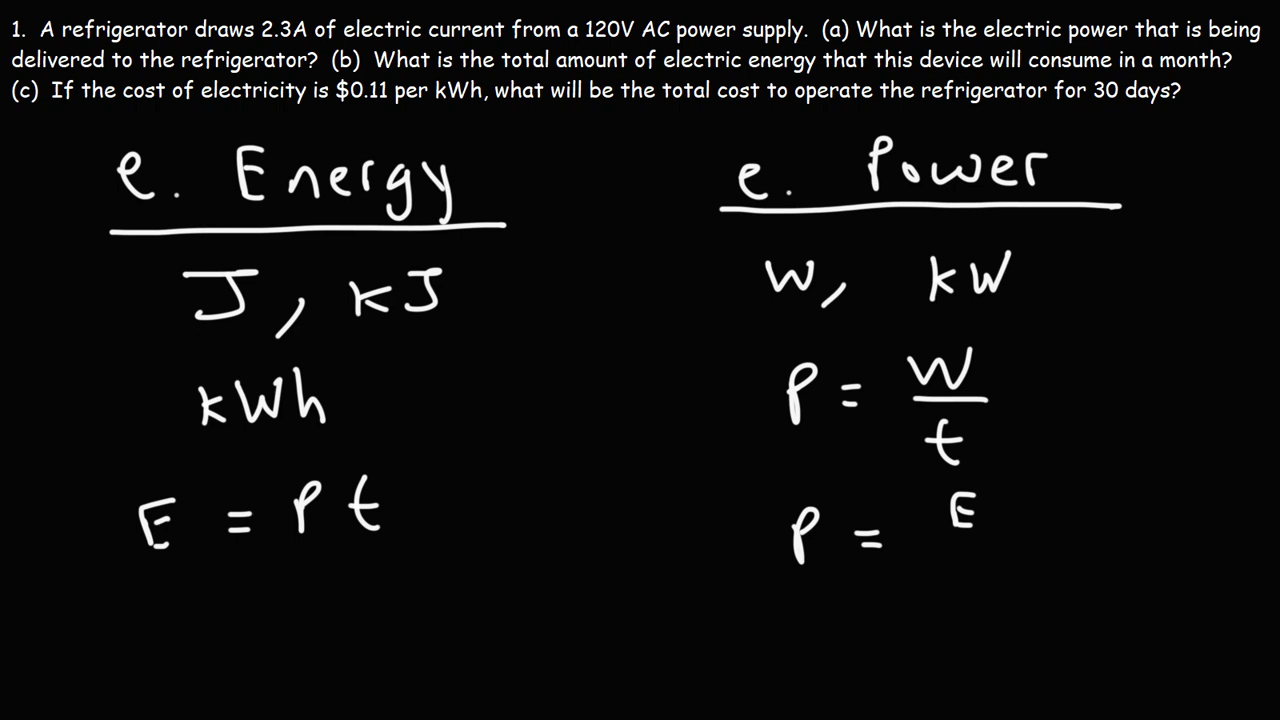 1. A refrigerator draws 2.3A of electric current from a 120V AC power supply. (a) What is the electric power that is being
delivered to the refrigerator? (b) What is the total amount of electric energy that this device will consume in a month?
(c) If the cost of electricity is $0.11 per kWh, what will be the total cost to operate the refrigerator for 30 days?
e. Energy
J, kJ
kWh
E = Pt
e. Power
W, kW
P = W/t
P = E